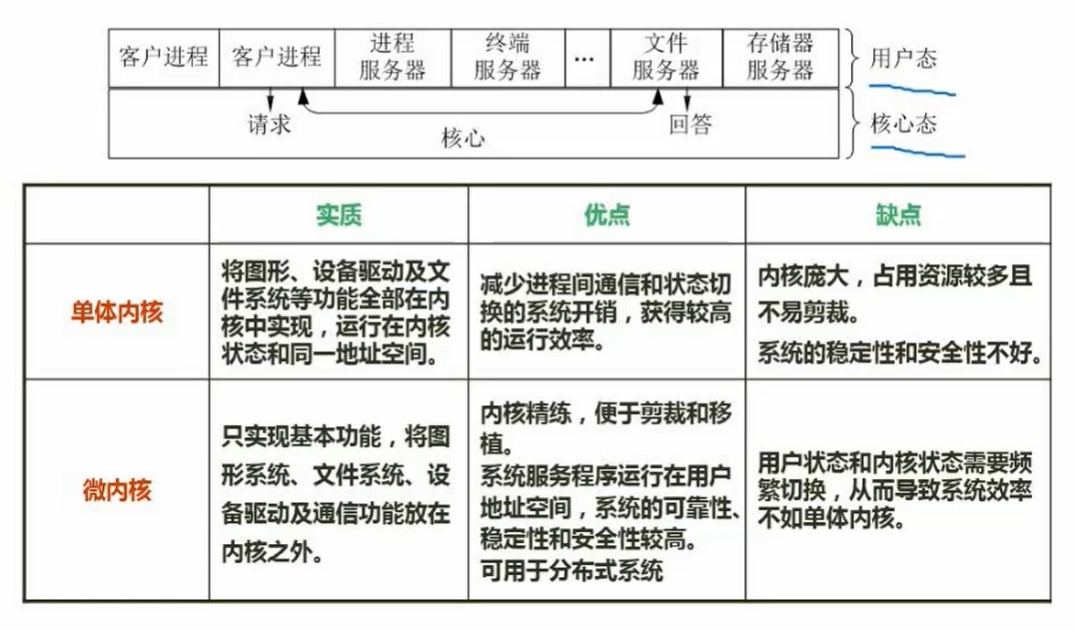 客户进程 客户进程 进程 终端 … 文件 存储器 用户态
服务器 服务器 服务器 服务器
请求 核心 回答 核心态
实质 优点 缺点
单体内核
将图形、设备驱动及文
件系统等功能全部在内
核中实现，运行在内核
状态和同一地址空间。
减少进程间通信和状态切
换的系统开销，获得较高
的运行效率。
内核庞大，占用资源较多且
不易剪裁。
系统的稳定性和安全性不好。
微内核
只实现基本功能，将图
形系统、文件系统、设
备驱动及通信功能放在
内核之外。
内核精练，便于剪裁和移
植。
系统服务程序运行在用户
地址空间，系统的可靠性、
稳定性和安全性较高。
可用于分布式系统
用户状态和内核状态需要频
繁切换，从而导致系统效率
不如单体内核。